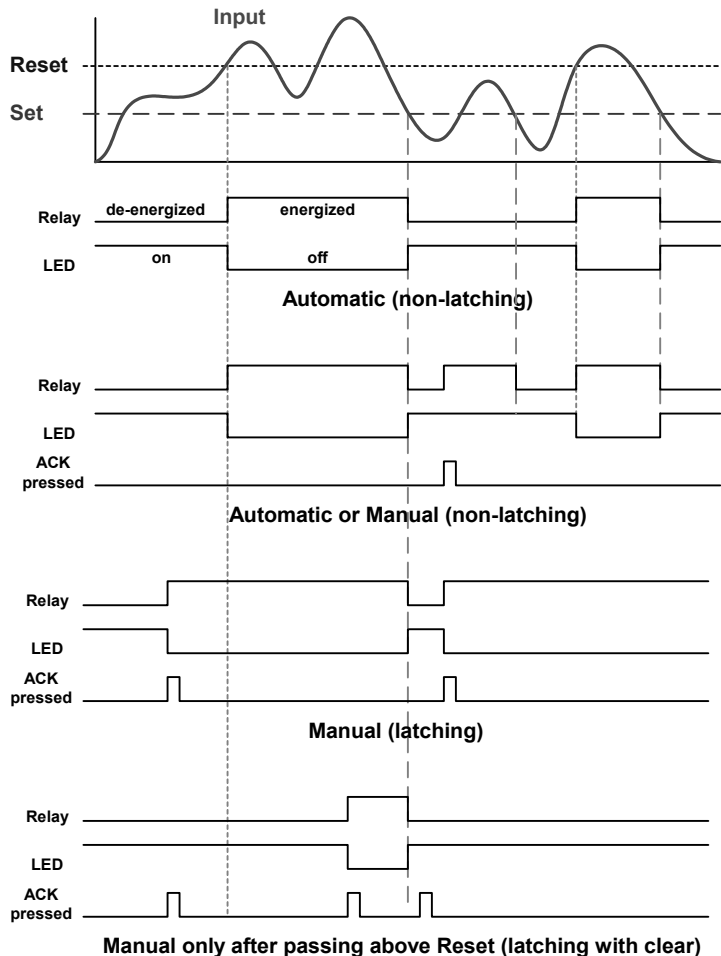 Input
Reset
Set
de-energized
energized
Relay
on
off
LED
Automatic (non-latching)
Relay
LED
ACK
pressed
Automatic or Manual (non-latching)
Relay
LED
ACK
pressed
Manual (latching)
Relay
LED
ACK
pressed
Manual only after passing above Reset (latching with clear)